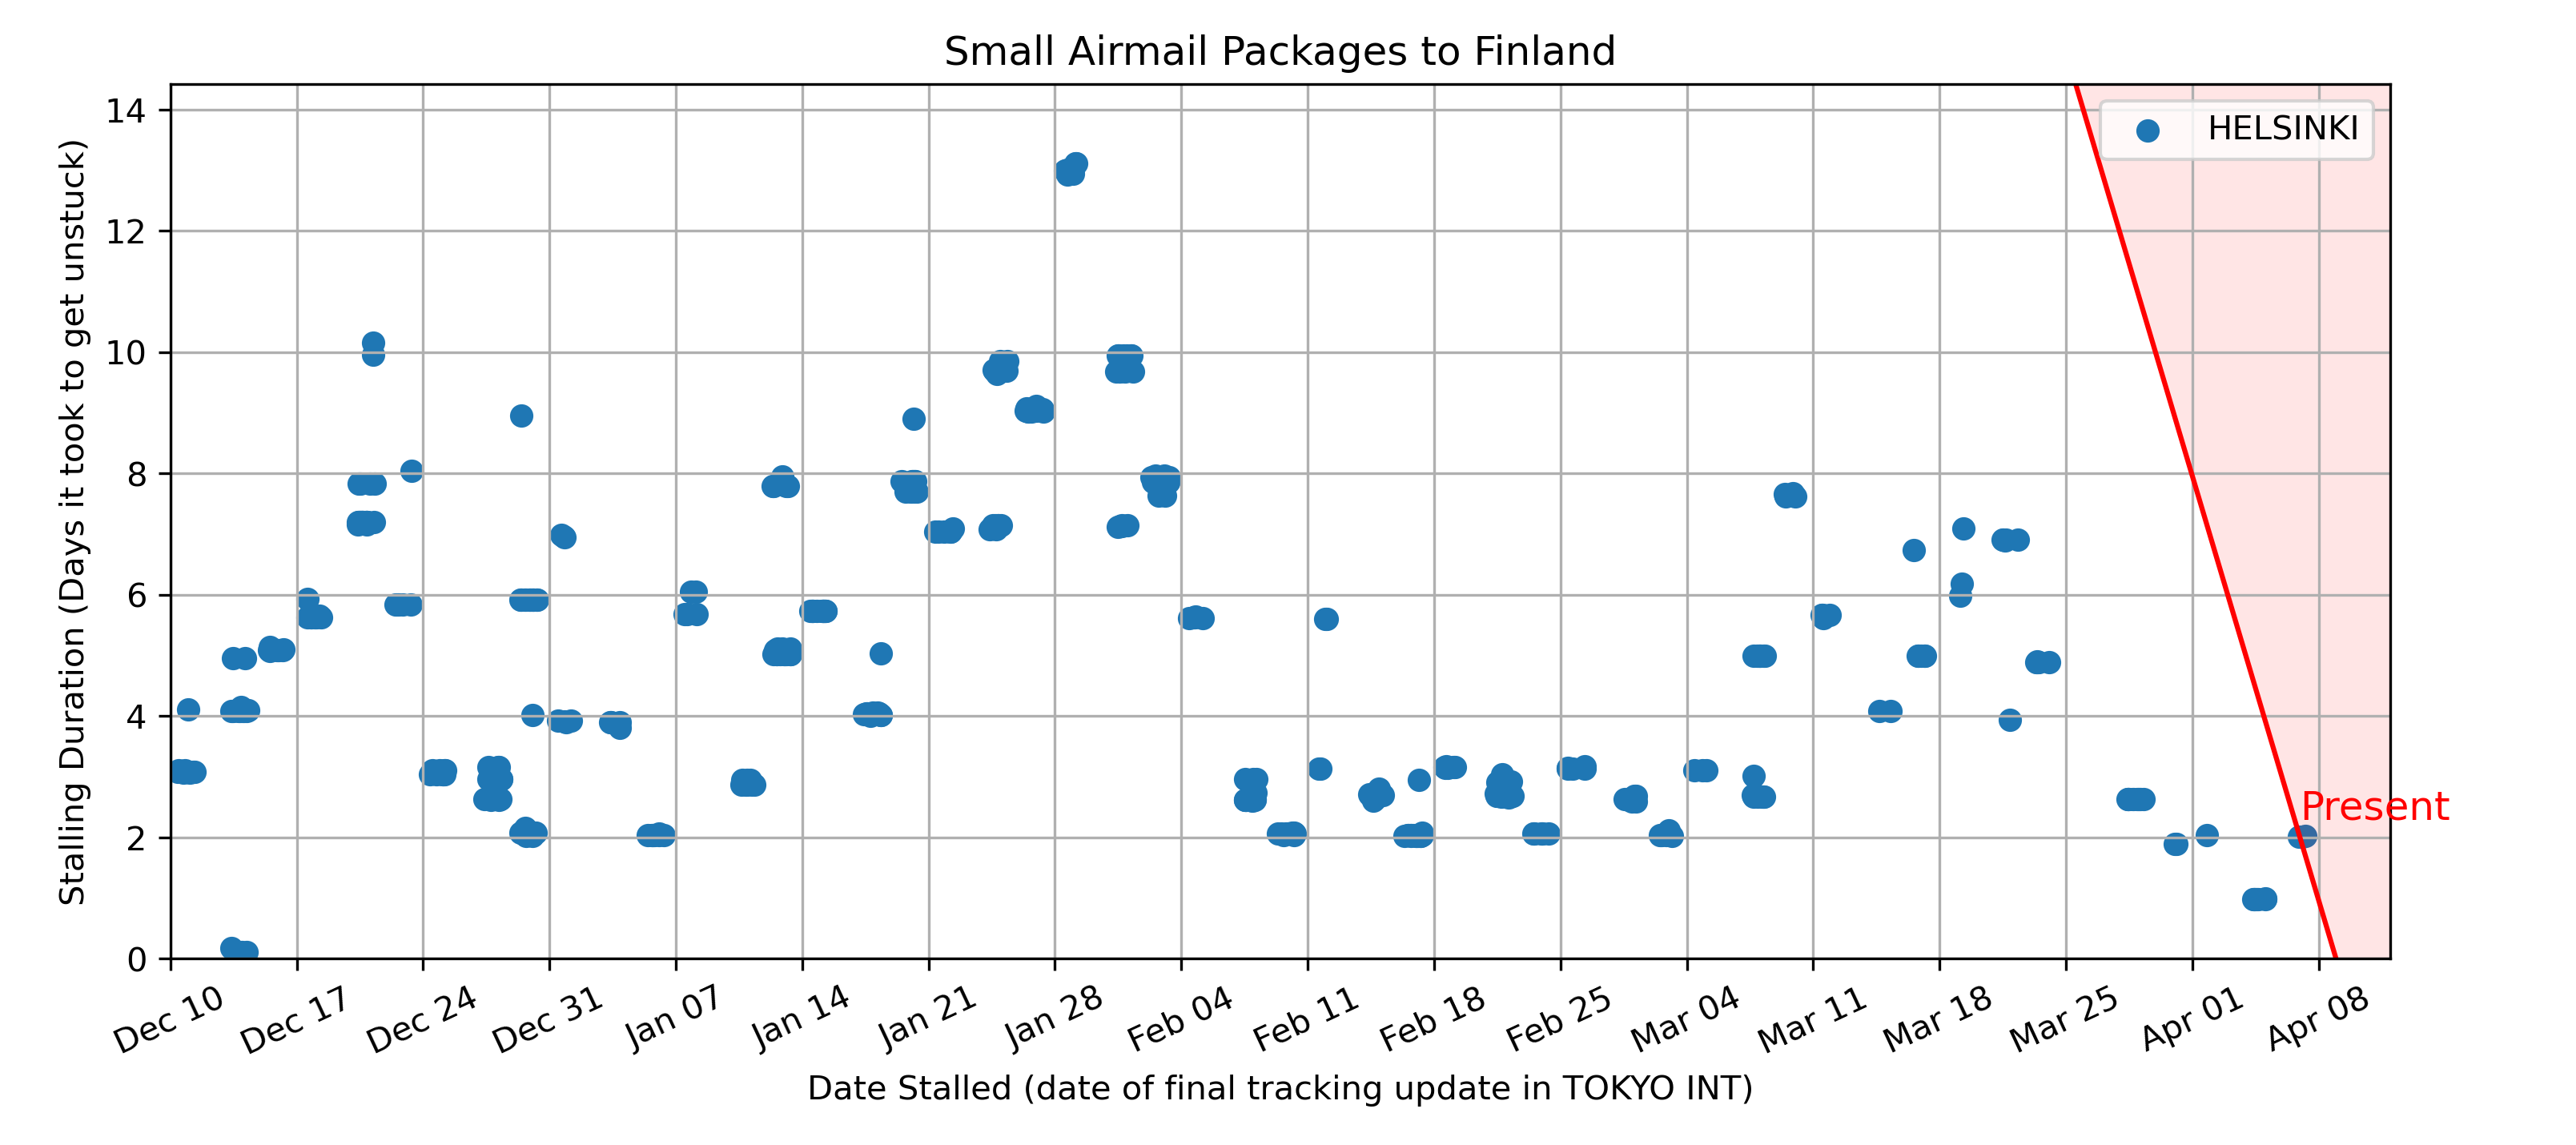 Small Airmail Packages to Finland
Stalling Duration (Days it took to get unstuck)
14
12
10
8
6
4
2
0
HELSINKI
Present
Dec 10
Dec 17
Dec 24
Dec 31
Jan 07
Jan 14
Jan 21
Jan 28
Feb 04
Feb 11
Feb 18
Feb 25
Mar 04
Mar 11
Mar 18
Mar 25
Apr 01
Apr 08
Date Stalled (date of final tracking update in TOKYO INT)